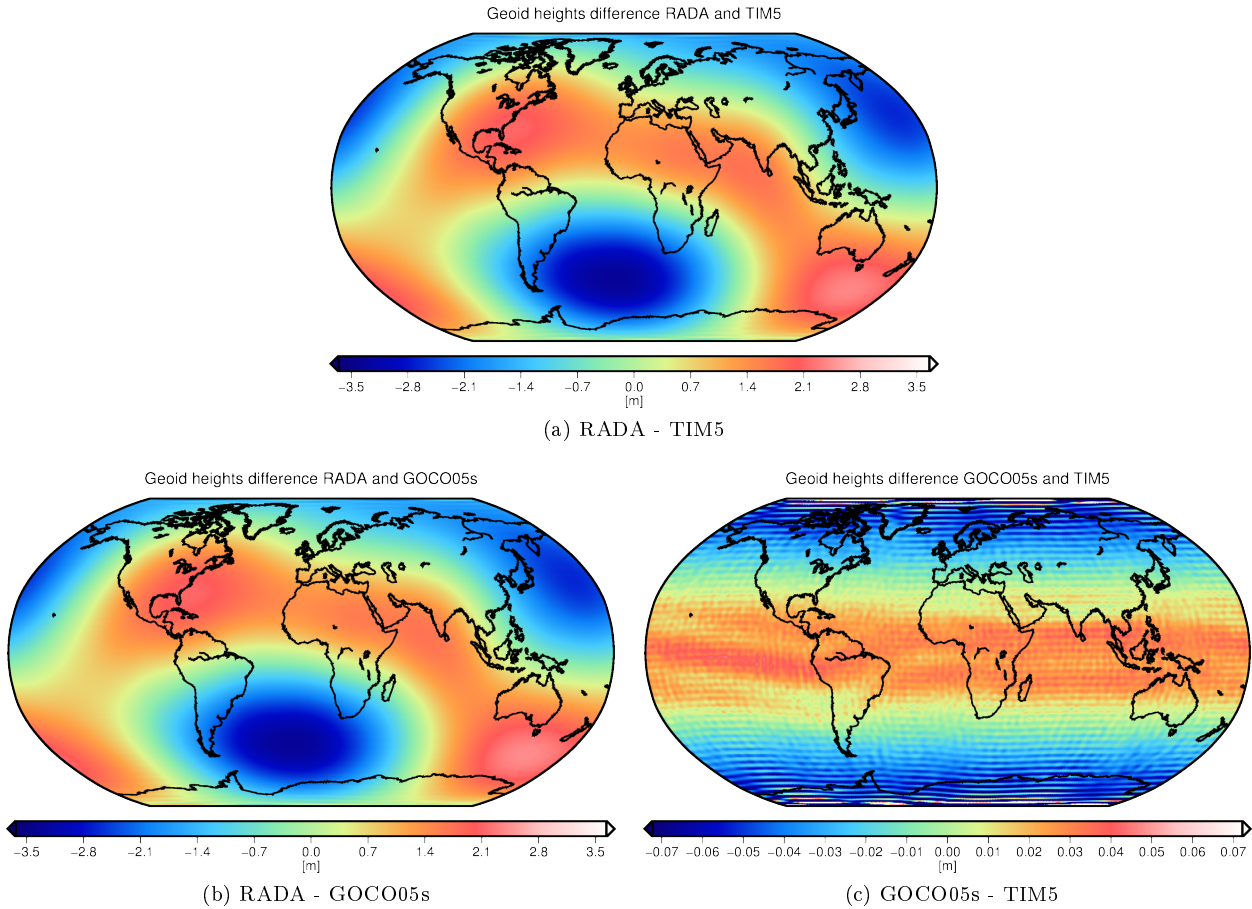 Geoid heights difference RADA and TIM5
−3.5 −2.8 −2.1 −1.4 −0.7 0.0 0.7 1.4 2.1 2.8 3.5
[m]
(a) RADA - TIM5
Geoid heights difference RADA and GOCO05s
−3.5 −2.8 −2.1 −1.4 −0.7 0.0 0.7 1.4 2.1 2.8 3.5
[m]
(b) RADA - GOCO05s
Geoid heights difference GOCO05s and TIM5
−0.07 −0.06 −0.05 −0.04 −0.03 −0.02 −0.01 0.00 0.01 0.02 0.03 0.04 0.05 0.06 0.07
[m]
(c) GOCO05s - TIM5